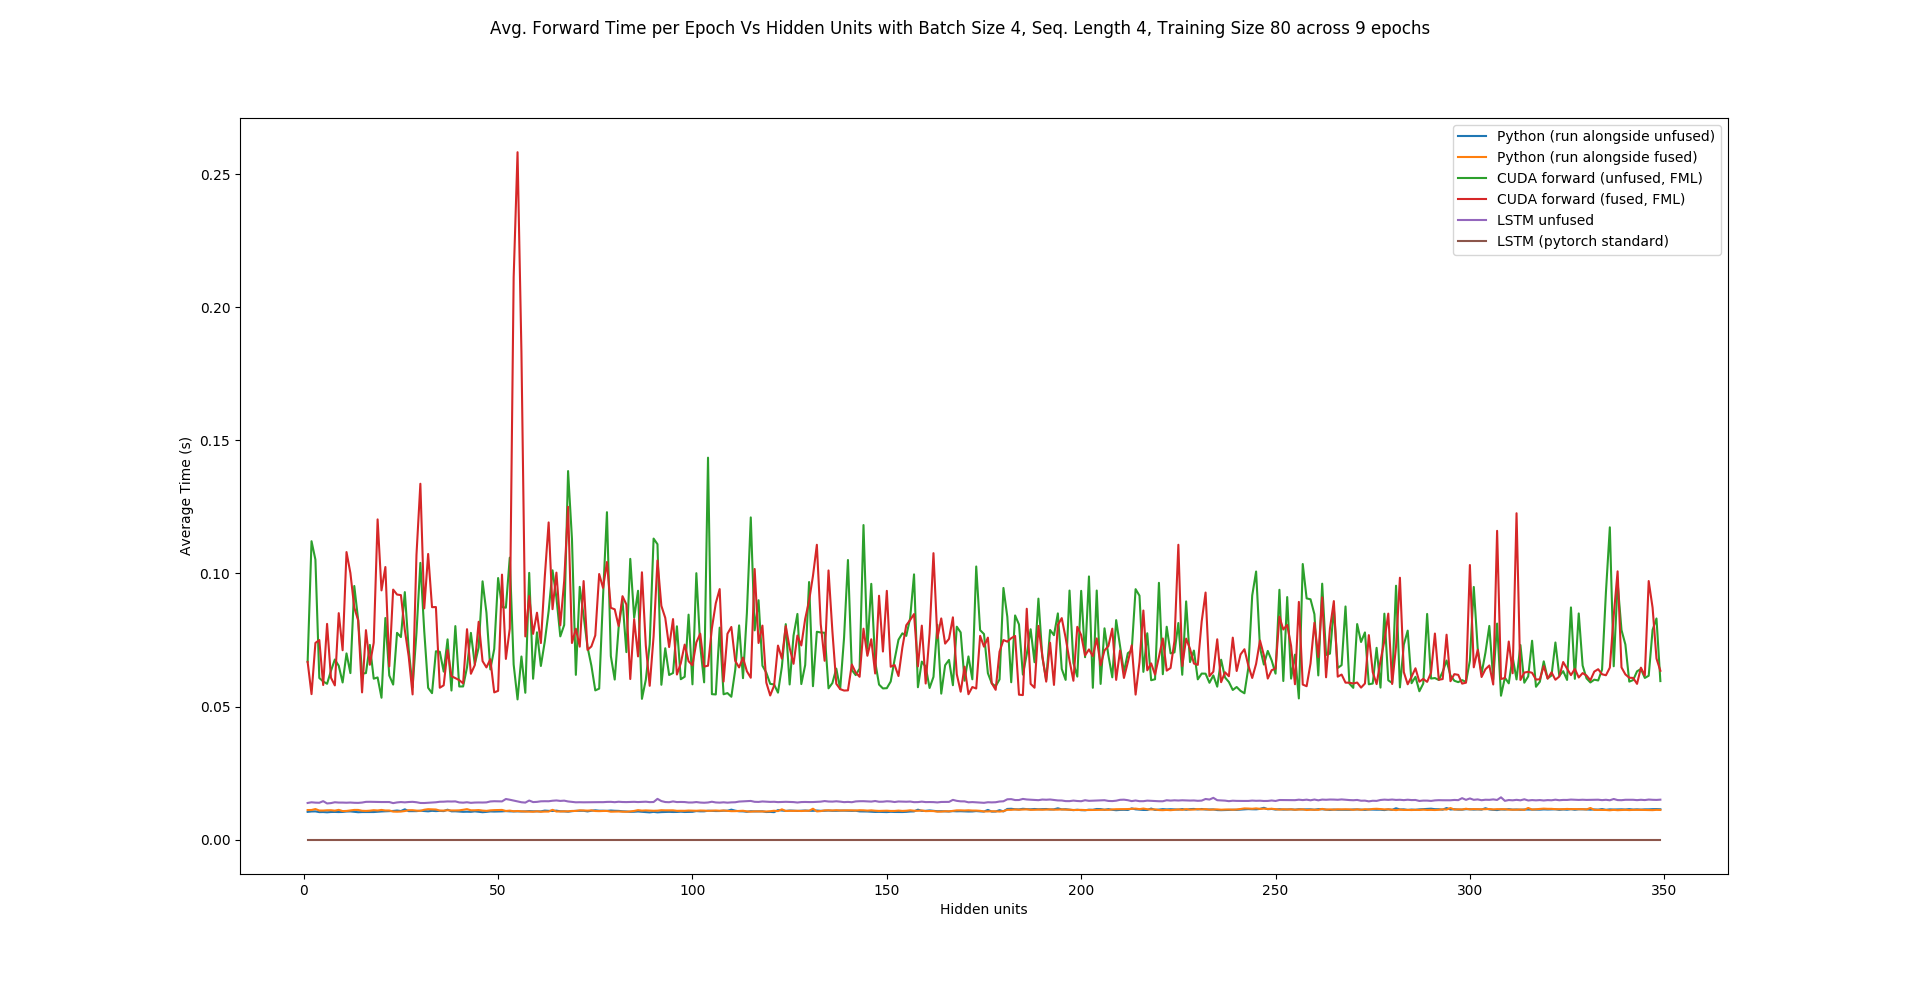 Avg. Forward Time per Epoch Vs Hidden Units with Batch Size 4, Seq. Length 4, Training Size 80 across 9 epochs
Python (run alongside unfused)
Python (run alongside fused)
CUDA forward (unfused, FML)
CUDA forward (fused, FML)
LSTM unfused
LSTM (pytorch standard)
Average Time (s)
0.25
0.20
0.15
0.10
0.05
0.00
0 50 100 150 200 250 300 350
Hidden units